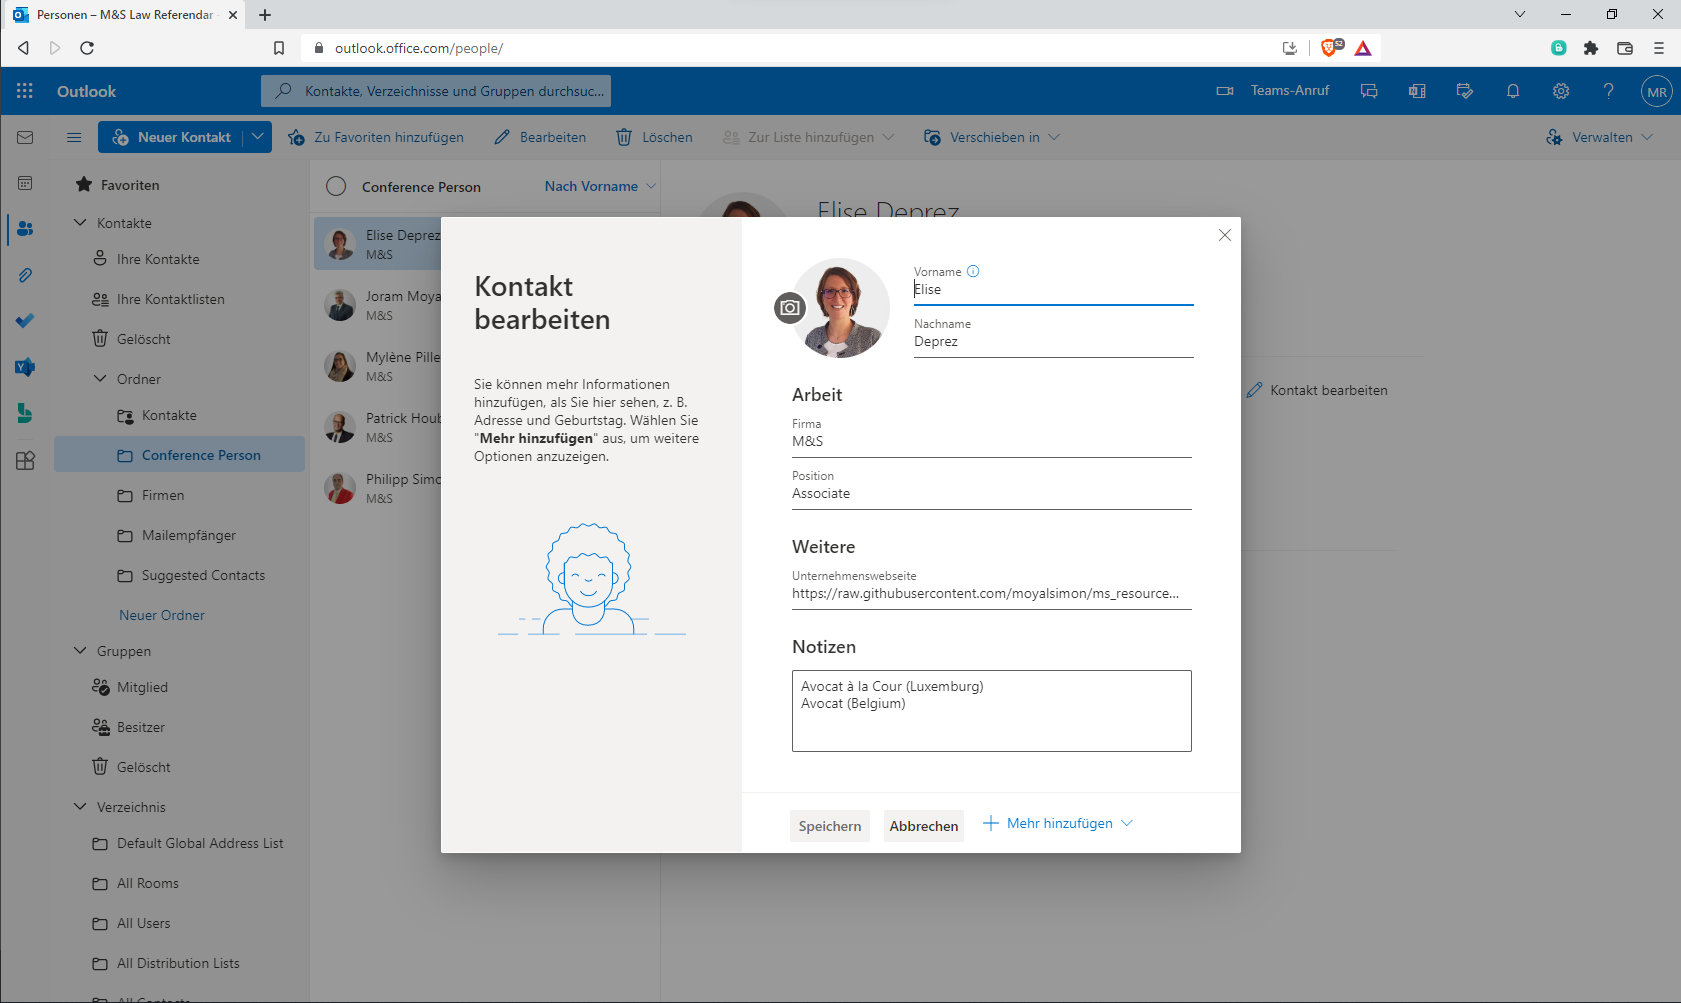 Personen – M&S Law Referendar
outlook.office.com/people/
52
Outlook
Kontakte, Verzeichnisse und Gruppen durchsuc...
Teams-Anruf
MR
Neuer Kontakt
Zu Favoriten hinzufügen
Bearbeiten
Löschen
Zur Liste hinzufügen
Verschieben in
Verwalten
Favoriten
Kontakte
Ihre Kontakte
Ihre Kontaktlisten
Gelöscht
Ordner
Kontakte
Conference Person
Firmen
Mailempfänger
Suggested Contacts
Neuer Ordner
Gruppen
Mitglied
Besitzer
Gelöscht
Verzeichnis
Default Global Address List
All Rooms
All Users
All Distribution Lists
All Contacts
Conference Person
Nach Vorname
Elise Deprez
M&S
Joram Moya
M&S
Mylène Pille
M&S
Patrick Houb
M&S
Philipp Simo
M&S
Elise Deprez
Kontakt bearbeiten
Kontakt
bearbeiten
Sie können mehr Informationen
hinzufügen, als Sie hier sehen, z. B.
Adresse und Geburtstag. Wählen Sie
"Mehr hinzufügen" aus, um weitere
Optionen anzuzeigen.
Vorname
Elise
Nachname
Deprez
Arbeit
Firma
M&S
Position
Associate
Weitere
Unternehmenswebseite
https://raw.githubusercontent.com/moyalsimon/ms_resource...
Notizen
Avocat à la Cour (Luxemburg)
Avocat (Belgium)
Speichern
Abbrechen
Mehr hinzufügen